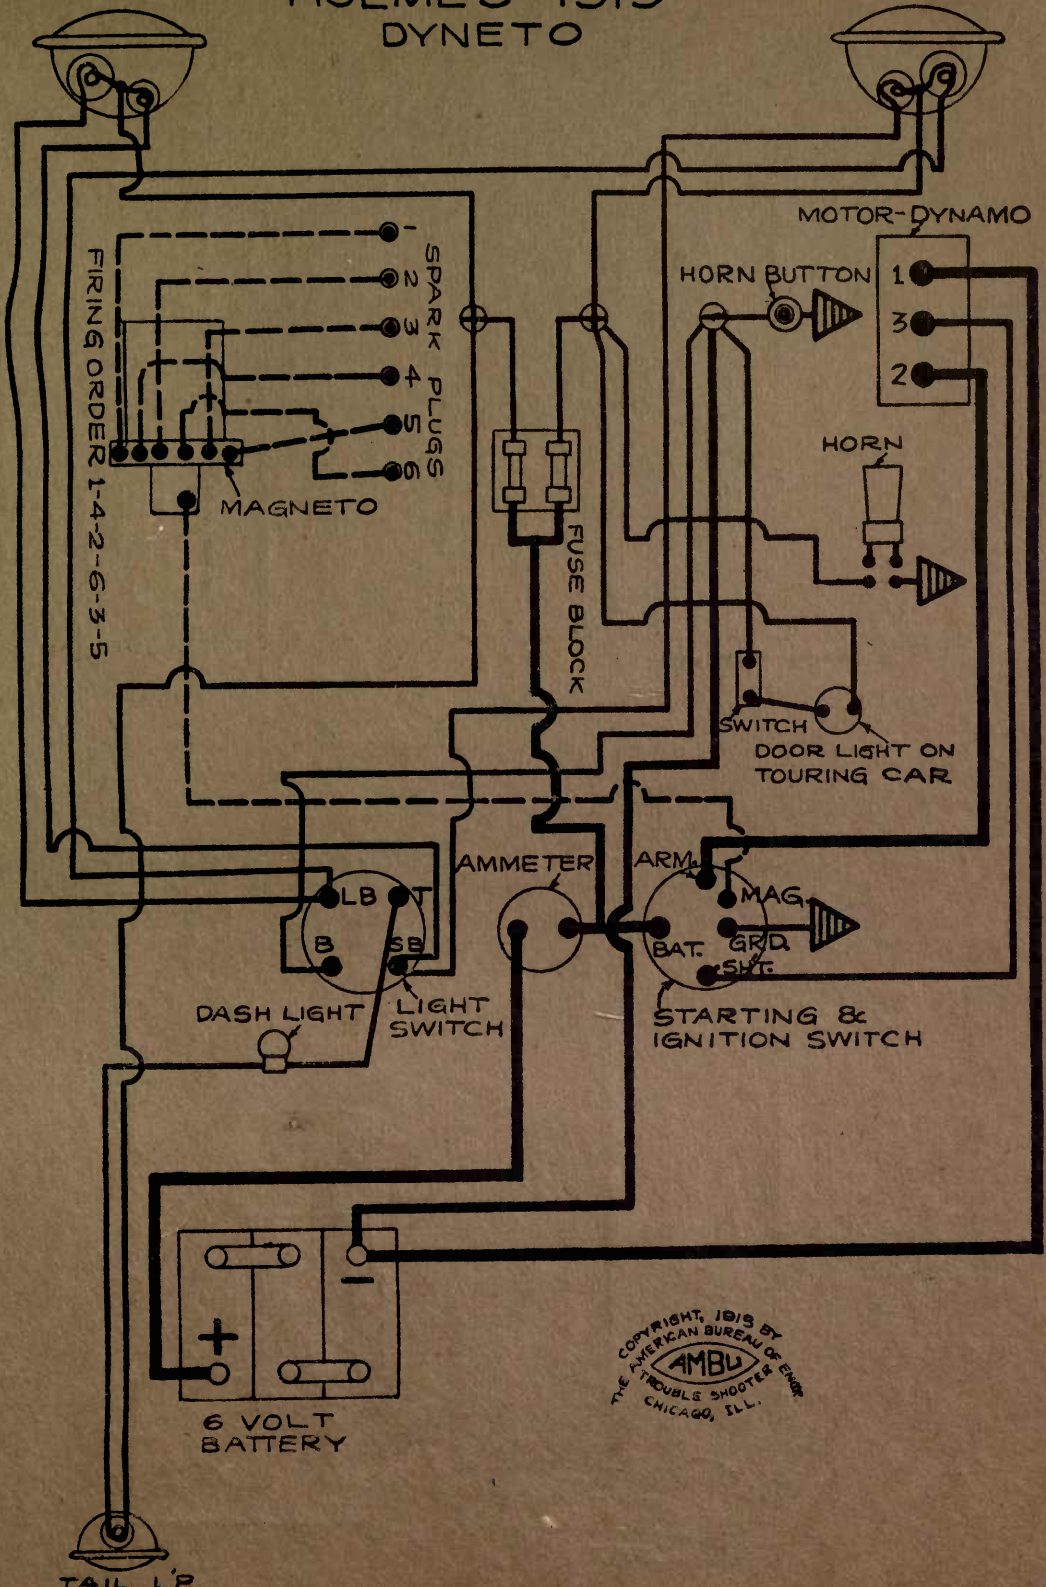 HOLMES 1919
DYNETO
MOTOR-DYNAMO
1
3
2
HORN BUTTON
HORN
SPARK PLUGS
1
2
3
4
5
6
FIRING ORDER 1-4-2-6-3-5
MAGNETO
FUSE BLOCK
SWITCH
DOOR LIGHT ON
TOURING CAR
AMMETER
ARM.
MAG.
BAT.
GRD.
SHT.
STARTING &
IGNITION SWITCH
LB
T
B
SB
LIGHT
SWITCH
DASH LIGHT
+
−
6 VOLT
BATTERY
COPYRIGHT, 1919 BY
THE AMERICAN BUREAU OF ENGR
AMBU
TROUBLE SHOOTER
CHICAGO, ILL.
TAIL L'P